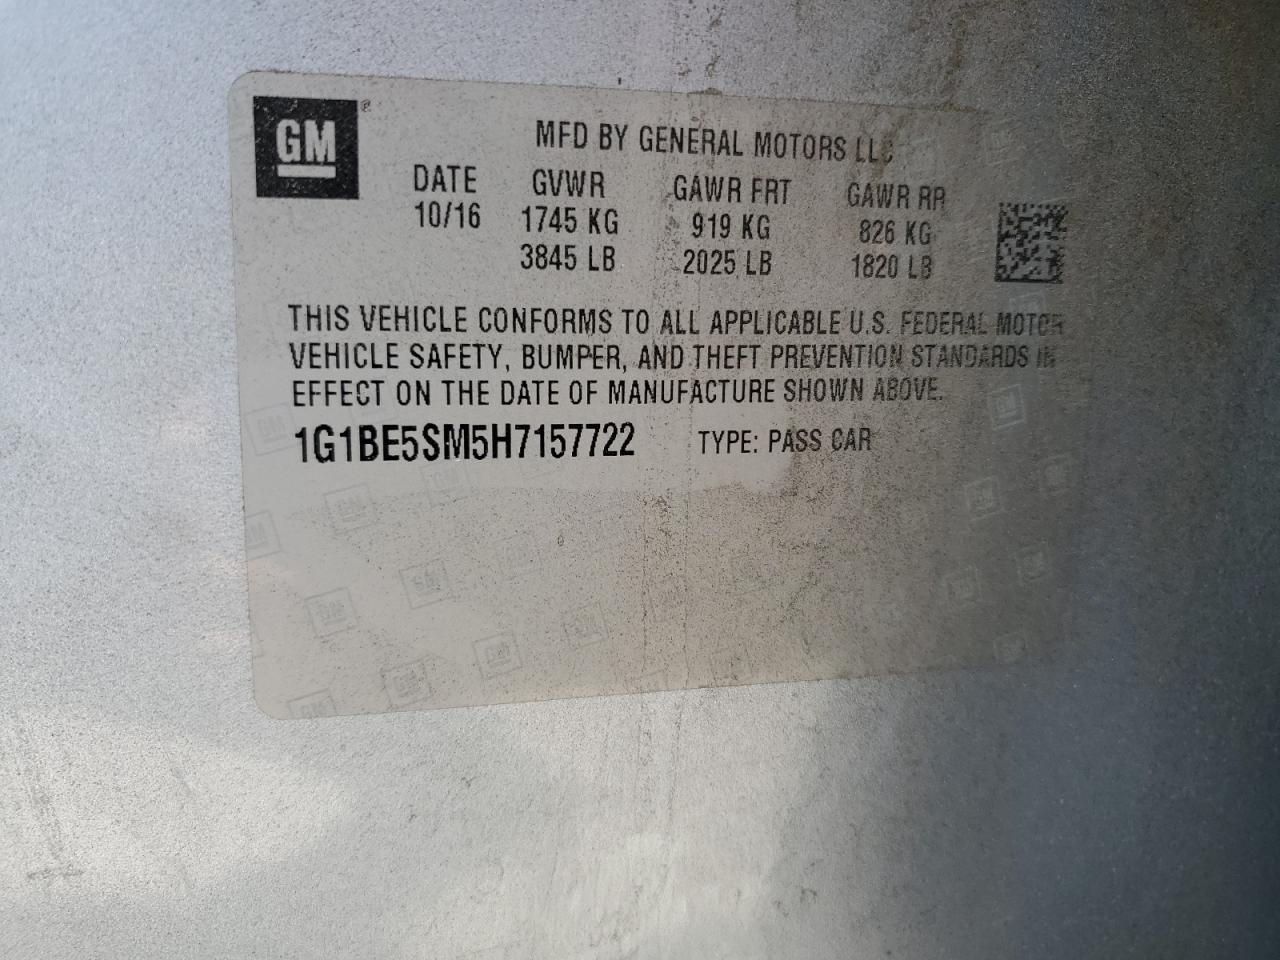 GM
MFD BY GENERAL MOTORS LLC
DATE GVWR GAWR FRT GAWR RR
10/16 1745 KG 919 KG 826 KG
3845 LB 2025 LB 1820 LB
THIS VEHICLE CONFORMS TO ALL APPLICABLE U.S. FEDERAL MOTOR
VEHICLE SAFETY, BUMPER, AND THEFT PREVENTION STANDARDS IN
EFFECT ON THE DATE OF MANUFACTURE SHOWN ABOVE.
1G1BE5SM5H7157722 TYPE: PASS CAR